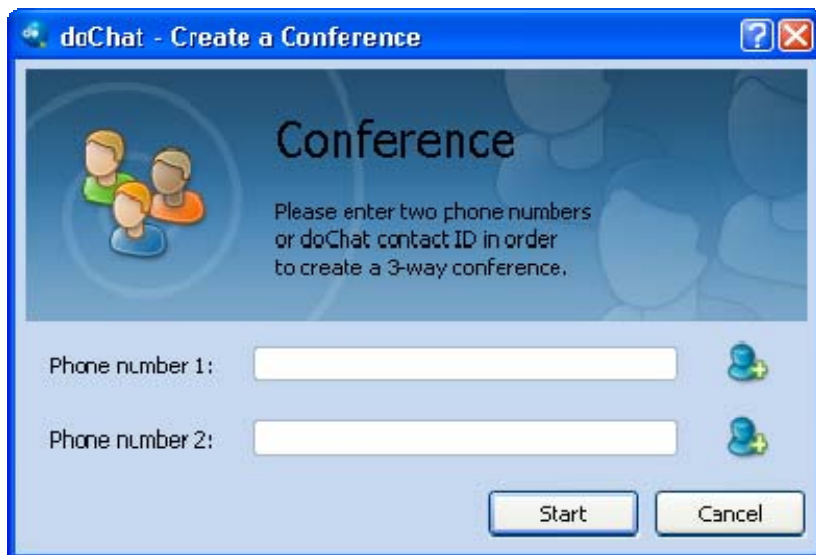 doChat - Create a Conference
Conference
Please enter two phone numbers
or doChat contact ID in order
to create a 3-way conference.
Phone number 1:
Phone number 2:
Start
Cancel